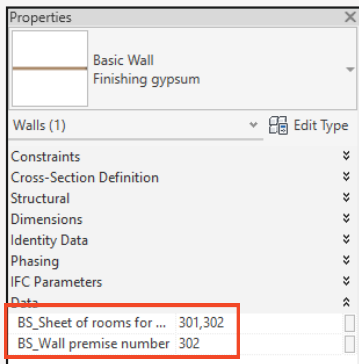 Properties
Basic Wall
Finishing gypsum
Walls (1) Edit Type
Constraints
Cross-Section Definition
Structural
Dimensions
Identity Data
Phasing
IFC Parameters
Data
BS_Sheet of rooms for ... 301,302
BS_Wall premise number 302